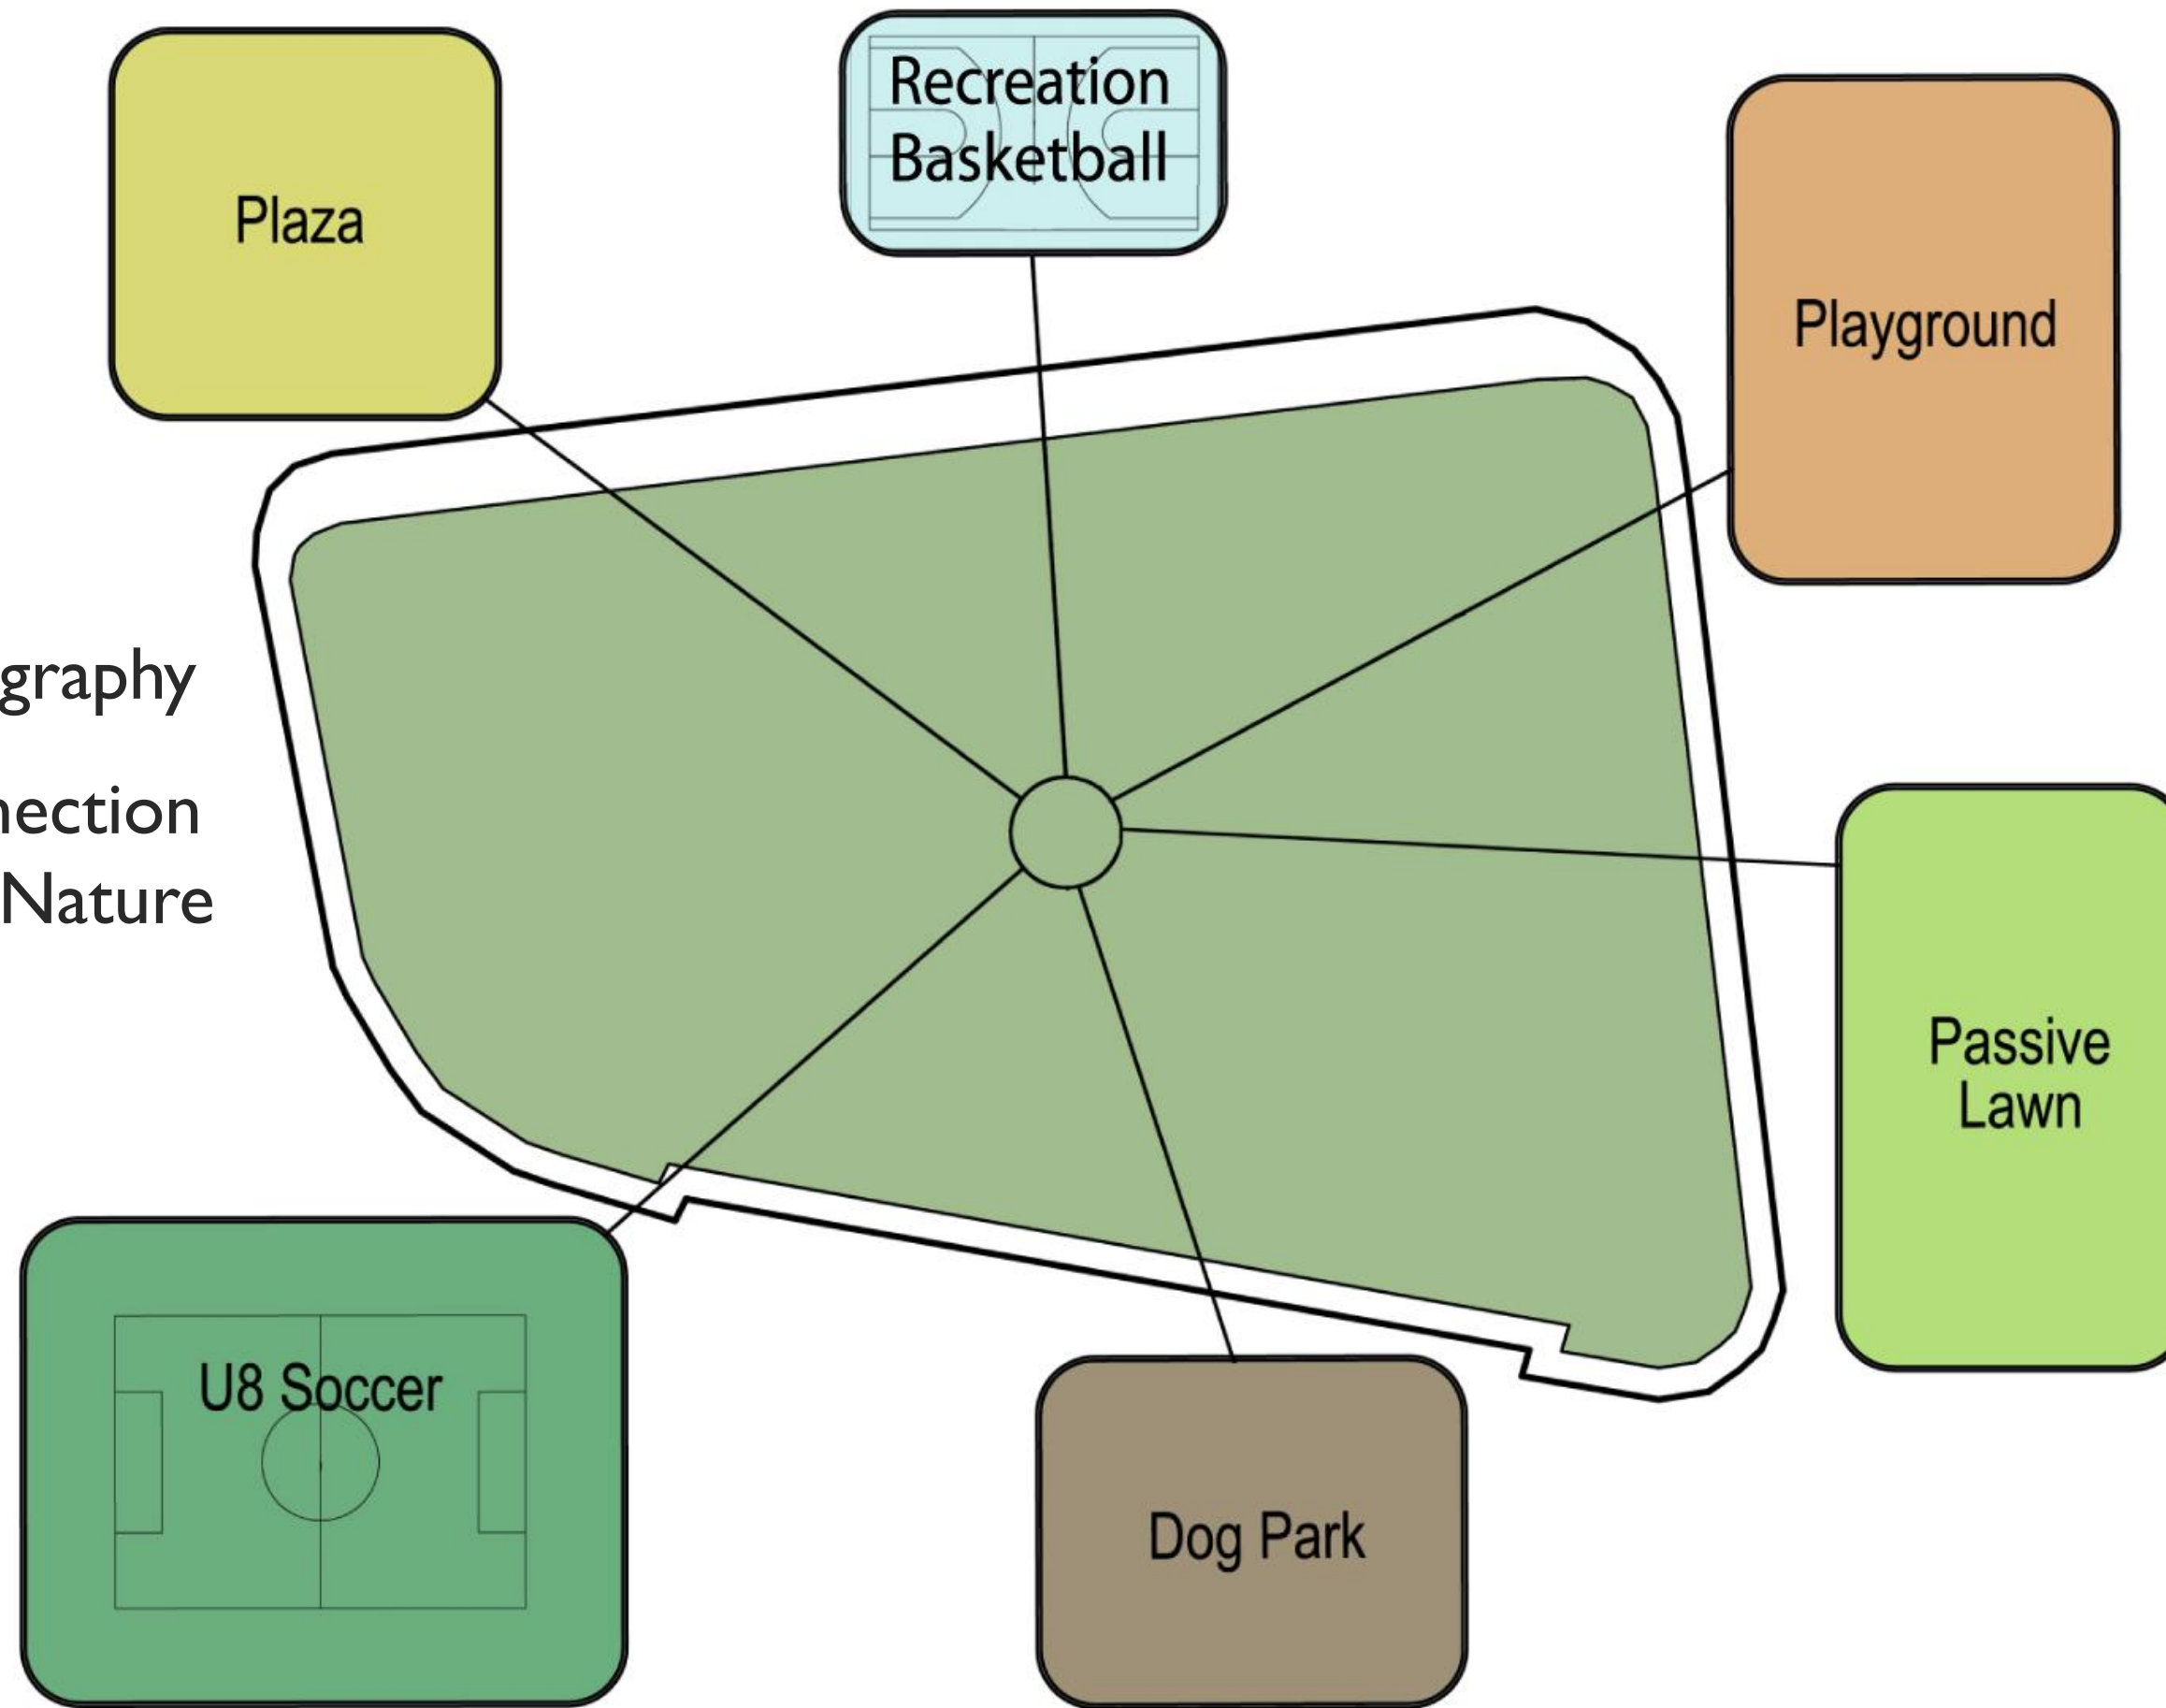 Recreation
Basketball
Plaza
Playground
graphy
nection
Nature
Passive
Lawn
U8 Soccer
Dog Park